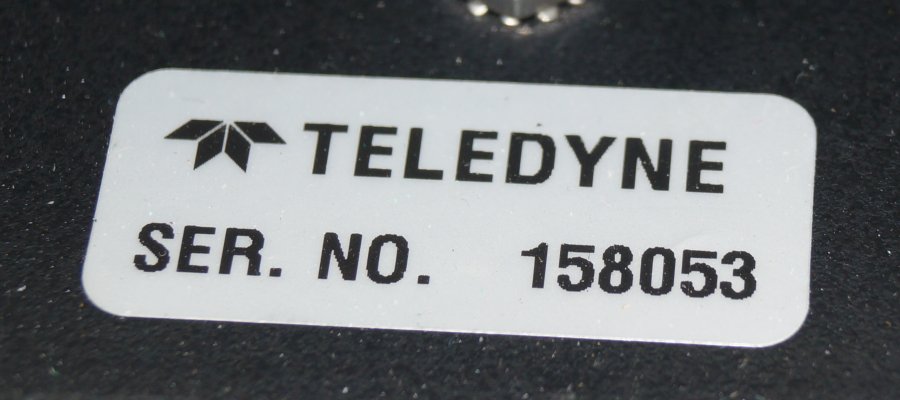 TELEDYNE
SER. NO. 158053